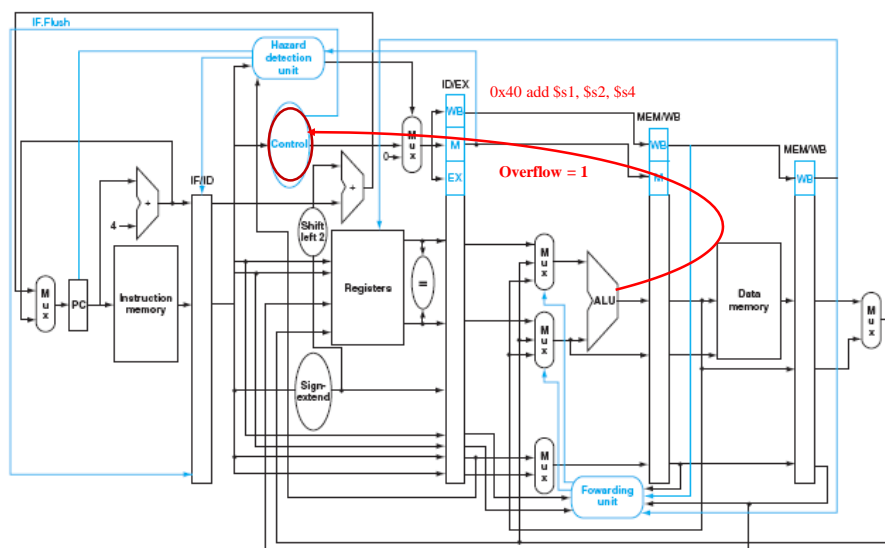 IF.Flush
Hazard
detection
unit
ID/EX
0x40 add $s1, $s2, $s4
WB
MEM/WB
Control
M
u
x
M
WB
MEM/WB
0
Overflow = 1
IF/ID
EX
M
WB
+
+
4
Shift
left 2
M
u
x
PC
Instruction
memory
Registers
=
M
u
x
ALU
Data
memory
M
u
x
M
u
x
Sign-
extend
M
u
x
Fowarding
unit